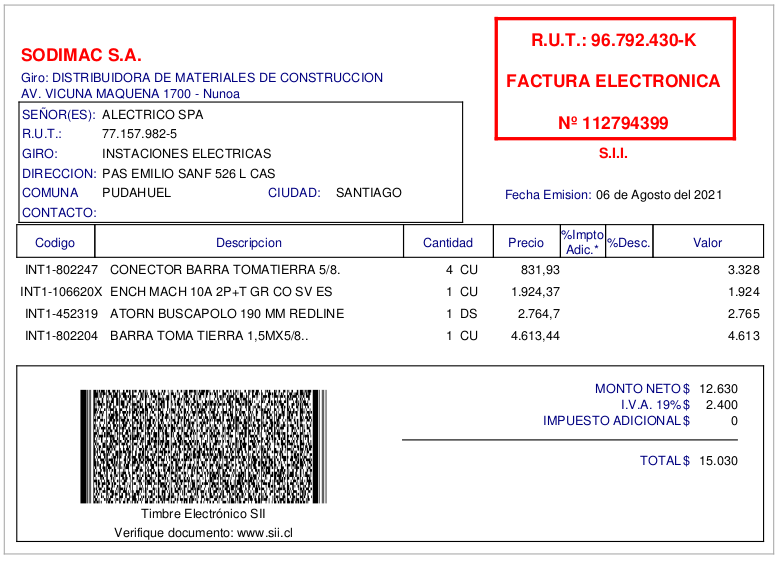 SODIMAC S.A.
Giro: DISTRIBUIDORA DE MATERIALES DE CONSTRUCCION
AV. VICUNA MAQUENA 1700 - Nunoa
R.U.T.: 96.792.430-K
FACTURA ELECTRONICA
Nº 112794399
S.I.I.
SEÑOR(ES): ALECTRICO SPA
R.U.T.: 77.157.982-5
GIRO: INSTACIONES ELECTRICAS
DIRECCION: PAS EMILIO SANF 526 L CAS
COMUNA PUDAHUEL CIUDAD: SANTIAGO
CONTACTO:
Fecha Emision: 06 de Agosto del 2021
Codigo Descripcion Cantidad Precio %Impto Adic.* %Desc. Valor
INT1-802247 CONECTOR BARRA TOMATIERRA 5/8. 4 CU 831,93 3.328
INT1-106620X ENCH MACH 10A 2P+T GR CO SV ES 1 CU 1.924,37 1.924
INT1-452319 ATORN BUSCAPOLO 190 MM REDLINE 1 DS 2.764,7 2.765
INT1-802204 BARRA TOMA TIERRA 1,5MX5/8.. 1 CU 4.613,44 4.613
MONTO NETO $ 12.630
I.V.A. 19% $ 2.400
IMPUESTO ADICIONAL $ 0
TOTAL $ 15.030
Timbre Electrónico SII
Verifique documento: www.sii.cl